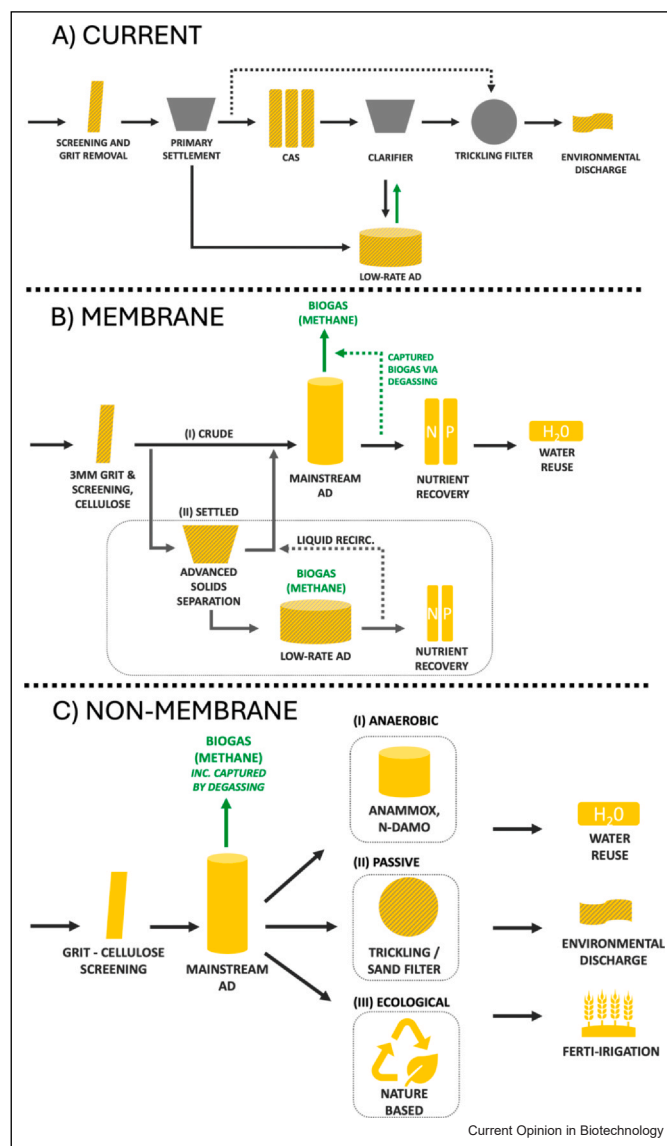 A) CURRENT
SCREENING AND
GRIT REMOVAL
PRIMARY
SETTLEMENT
CAS
CLARIFIER
TRICKLING FILTER
ENVIRONMENTAL
DISCHARGE
LOW-RATE AD
B) MEMBRANE
BIOGAS
(METHANE)
CAPTURED
BIOGAS VIA
DEGASSING
(I) CRUDE
N P
H20
3MM GRIT &
SCREENING,
CELLULOSE
MAINSTREAM
AD
NUTRIENT
RECOVERY
WATER
REUSE
(II) SETTLED
LIQUID RECIRC.
ADVANCED
SOLIDS
SEPARATION
BIOGAS
(METHANE)
LOW-RATE AD
N P
NUTRIENT
RECOVERY
C) NON-MEMBRANE
BIOGAS
(METHANE)
INC. CAPTURED
BY DEGASSING
GRIT - CELLULOSE
SCREENING
MAINSTREAM
AD
(I) ANAEROBIC
ANAMMOX,
N-DAMO
H20
WATER
REUSE
(II) PASSIVE
TRICKLING /
SAND FILTER
ENVIRONMENTAL
DISCHARGE
(III) ECOLOGICAL
NATURE
BASED
FERTI-IRIGATION
Current Opinion in Biotechnology